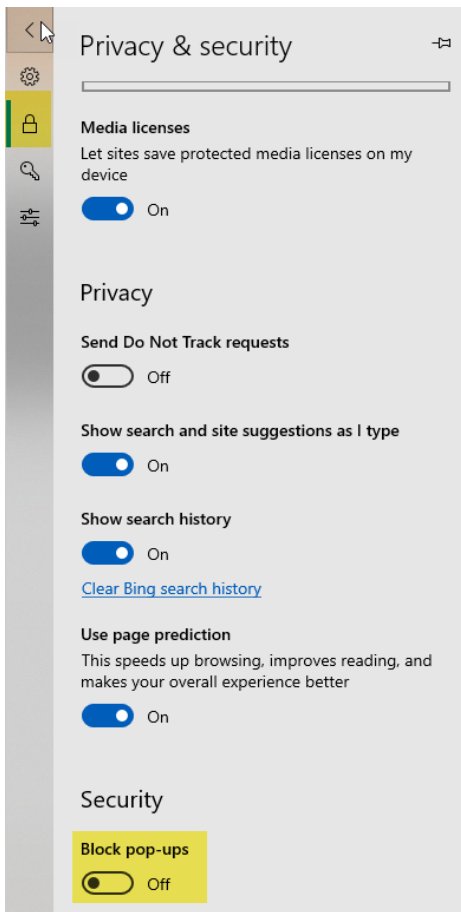 Privacy & security
Media licenses
Let sites save protected media licenses on my
device
On
Privacy
Send Do Not Track requests
Off
Show search and site suggestions as I type
On
Show search history
On
Clear Bing search history
Use page prediction
This speeds up browsing, improves reading, and
makes your overall experience better
On
Security
Block pop-ups
Off